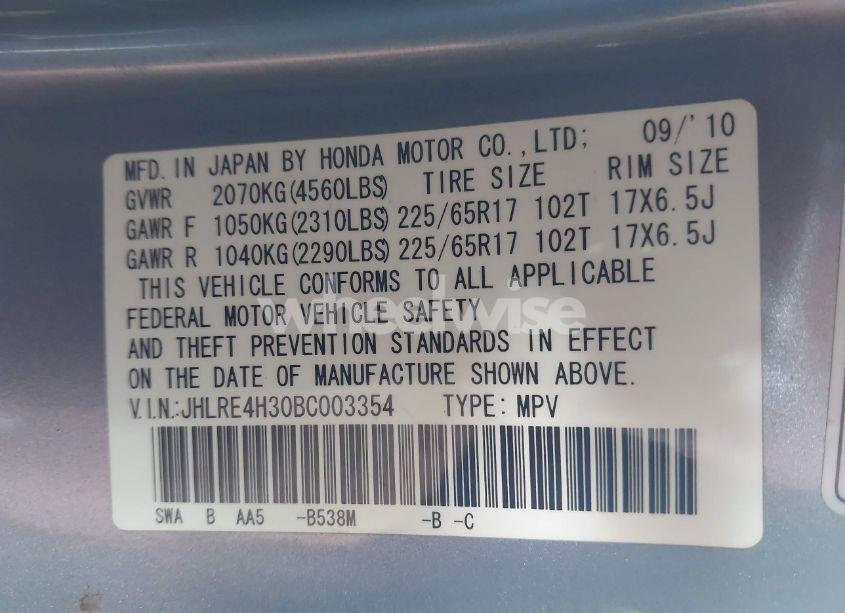 MFD. IN JAPAN BY HONDA MOTOR CO., LTD; 09/'10
GVWR 2070KG(4560LBS) TIRE SIZE RIM SIZE
GAWR F 1050KG(2310LBS) 225/65R17 102T 17X6.5J
GAWR R 1040KG(2290LBS) 225/65R17 102T 17X6.5J
THIS VEHICLE CONFORMS TO ALL APPLICABLE
FEDERAL MOTOR VEHICLE SAFETY
AND THEFT PREVENTION STANDARDS IN EFFECT
ON THE DATE OF MANUFACTURE SHOWN ABOVE.
V.I.N.:JHLRE4H30BC003354 TYPE: MPV
SWA B AA5 -B538M -B -C
wheelwise